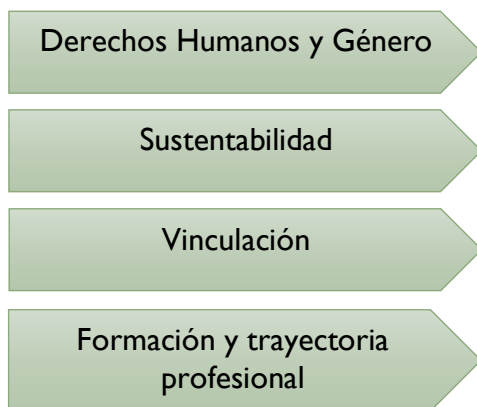 Derechos Humanos y Género
Sustentabilidad
Vinculación
Formación y trayectoria
profesional